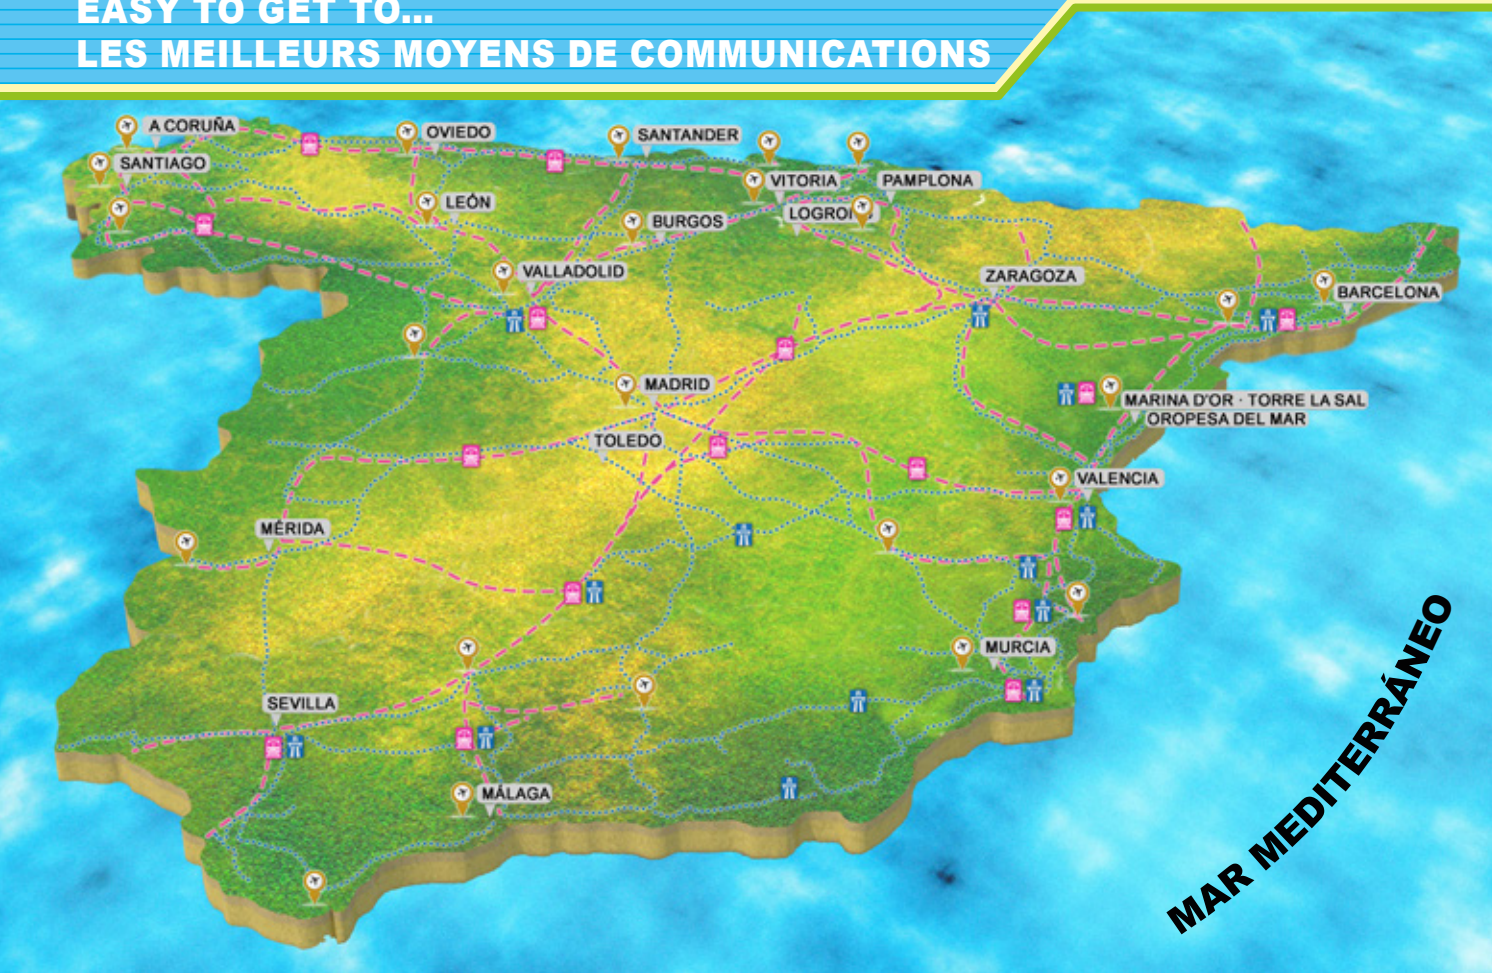 EASY TO GET TO...
LES MEILLEURS MOYENS DE COMMUNICATIONS
A CORUÑA
OVIEDO
SANTANDER
SANTIAGO
VITORIA
PAMPLONA
LEÓN
LOGROÑO
BURGOS
VALLADOLID
ZARAGOZA
BARCELONA
MADRID
MARINA D'OR · TORRE LA SAL
OROPESA DEL MAR
TOLEDO
VALENCIA
MÉRIDA
MURCIA
SEVILLA
MÁLAGA
MAR MEDITERRÁNEO